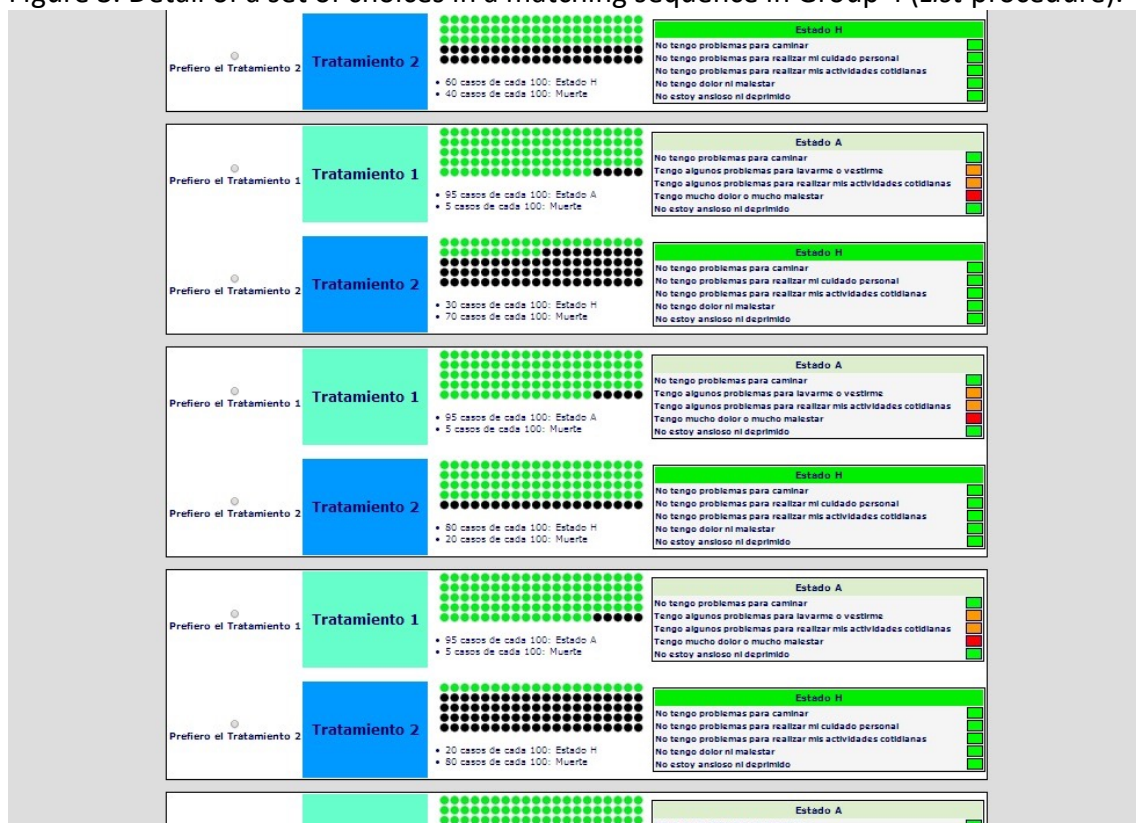 Figure 3. Detail of a set of choices in a matching sequence in Group 4 (List procedure).
Estado H
No tengo problemas para caminar
No tengo problemas para realizar mi cuidado personal
No tengo problemas para realizar mis actividades cotidianas
No tengo dolor ni malestar
No estoy ansioso ni deprimido
Prefiero el Tratamiento 2
Tratamiento 2
• 60 casos de cada 100: Estado H
• 40 casos de cada 100: Muerte
Estado A
No tengo problemas para caminar
Tengo algunos problemas para lavarme o vestirme
Tengo algunos problemas para realizar mis actividades cotidianas
Tengo mucho dolor o mucho malestar
No estoy ansioso ni deprimido
Prefiero el Tratamiento 1
Tratamiento 1
• 95 casos de cada 100: Estado A
• 5 casos de cada 100: Muerte
Estado H
No tengo problemas para caminar
No tengo problemas para realizar mi cuidado personal
No tengo problemas para realizar mis actividades cotidianas
No tengo dolor ni malestar
No estoy ansioso ni deprimido
Prefiero el Tratamiento 2
Tratamiento 2
• 30 casos de cada 100: Estado H
• 70 casos de cada 100: Muerte
Estado A
No tengo problemas para caminar
Tengo algunos problemas para lavarme o vestirme
Tengo algunos problemas para realizar mis actividades cotidianas
Tengo mucho dolor o mucho malestar
No estoy ansioso ni deprimido
Prefiero el Tratamiento 1
Tratamiento 1
• 95 casos de cada 100: Estado A
• 5 casos de cada 100: Muerte
Estado H
No tengo problemas para caminar
No tengo problemas para realizar mi cuidado personal
No tengo problemas para realizar mis actividades cotidianas
No tengo dolor ni malestar
No estoy ansioso ni deprimido
Prefiero el Tratamiento 2
Tratamiento 2
• 80 casos de cada 100: Estado H
• 20 casos de cada 100: Muerte
Estado A
No tengo problemas para caminar
Tengo algunos problemas para lavarme o vestirme
Tengo algunos problemas para realizar mis actividades cotidianas
Tengo mucho dolor o mucho malestar
No estoy ansioso ni deprimido
Prefiero el Tratamiento 1
Tratamiento 1
• 95 casos de cada 100: Estado A
• 5 casos de cada 100: Muerte
Estado H
No tengo problemas para caminar
No tengo problemas para realizar mi cuidado personal
No tengo problemas para realizar mis actividades cotidianas
No tengo dolor ni malestar
No estoy ansioso ni deprimido
Prefiero el Tratamiento 2
Tratamiento 2
• 20 casos de cada 100: Estado H
• 80 casos de cada 100: Muerte
Estado A